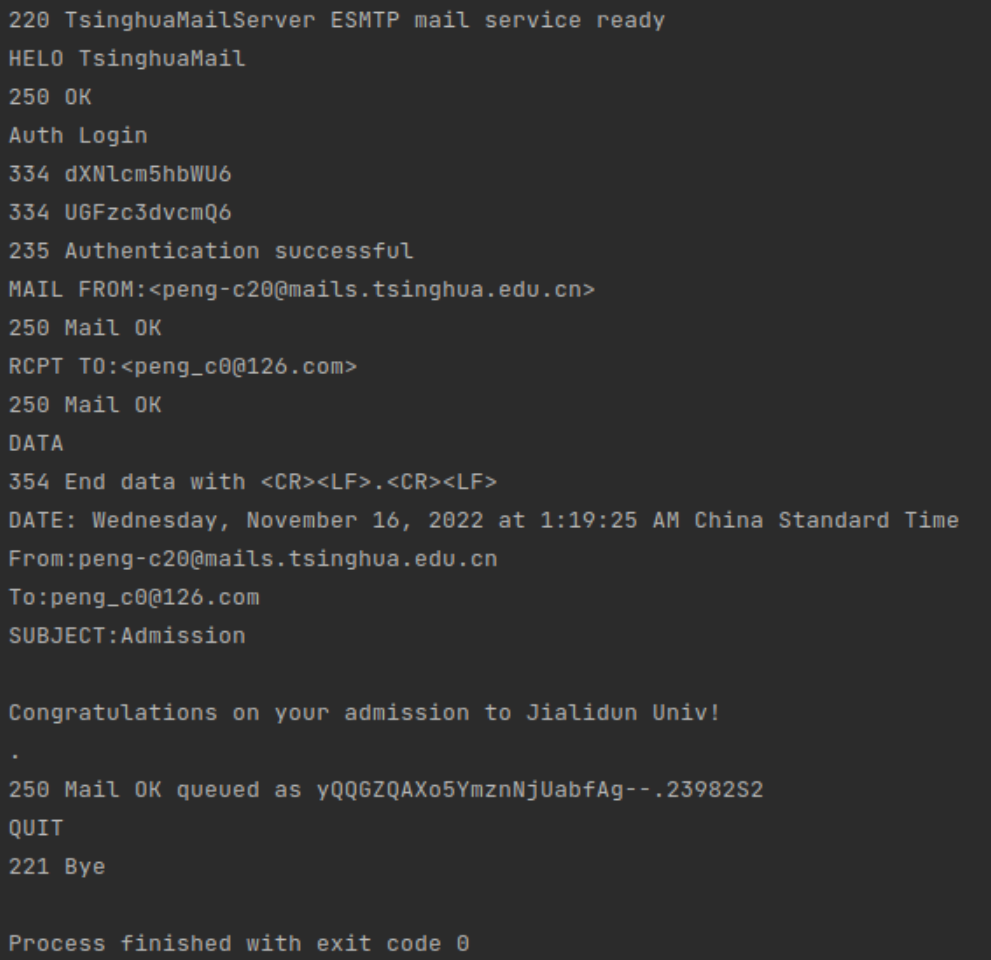 220 TsinghuaMailServer ESMTP mail service ready
HELO TsinghuaMail
250 OK
Auth Login
334 dXNlcm5hbWU6
334 UGFzc3dvcmQ6
235 Authentication successful
MAIL FROM:<peng-c20@mails.tsinghua.edu.cn>
250 Mail OK
RCPT TO:<peng_c0@126.com>
250 Mail OK
DATA
354 End data with <CR><LF>.<CR><LF>
DATE: Wednesday, November 16, 2022 at 1:19:25 AM China Standard Time
From:peng-c20@mails.tsinghua.edu.cn
To:peng_c0@126.com
SUBJECT:Admission

Congratulations on your admission to Jialidun Univ!
.
250 Mail OK queued as yQQGZQAXo5YmznNjUabfAg--.23982S2
QUIT
221 Bye

Process finished with exit code 0